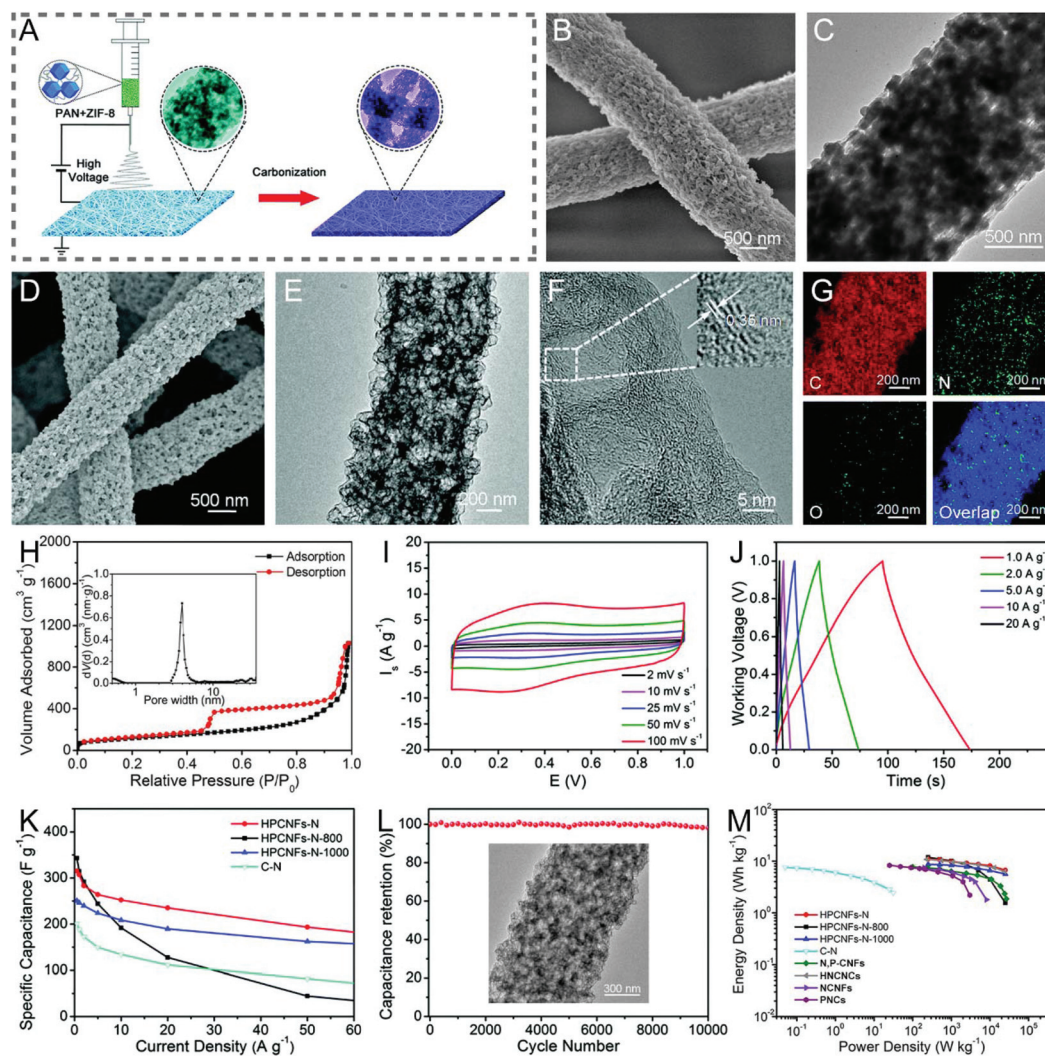 A
PAN+ZIF-8
High
Voltage
Carbonization
B
500 nm
C
500 nm
D
500 nm
E
200 nm
F
0.36 nm
5 nm
G
C
200 nm
N
200 nm
O
200 nm
Overlap
200 nm
H
Volume Adsorbed (cm³ g⁻¹)
2000
1600
1200
800
400
0
Adsorption
Desorption
dV(d) (cm³ (nm·g)⁻¹)
1.0
0.8
0.6
0.4
0.2
0.0
1 10
Pore width (nm)
0.0 0.2 0.4 0.6 0.8 1.0
Relative Pressure (P/P₀)
I
Iₛ (A g⁻¹)
20
15
10
5
0
-5
-10
-15
-20
2 mV s⁻¹
10 mV s⁻¹
25 mV s⁻¹
50 mV s⁻¹
100 mV s⁻¹
0.0 0.2 0.4 0.6 0.8 1.0
E (V)
J
Working Voltage (V)
1.0
0.8
0.6
0.4
0.2
0.0
1.0 A g⁻¹
2.0 A g⁻¹
5.0 A g⁻¹
10 A g⁻¹
20 A g⁻¹
0 50 100 150 200
Time (s)
K
Specific Capacitance (F g⁻¹)
400
300
200
100
0
HPCNFs-N
HPCNFs-N-800
HPCNFs-N-1000
C-N
0 10 20 30 40 50 60
Current Density (A g⁻¹)
L
Capacitance retention (%)
120
100
80
60
40
20
0
300 nm
0 2000 4000 6000 8000 10000
Cycle Number
M
Energy Density (Wh kg⁻¹)
10²
10¹
10⁰
10⁻¹
10⁻²
HPCNFs-N
HPCNFs-N-800
HPCNFs-N-1000
C-N
N,P-CNFs
HNCNCs
NCNFs
PNCs
10⁻¹ 10⁰ 10¹ 10² 10³ 10⁴ 10⁵
Power Density (W kg⁻¹)